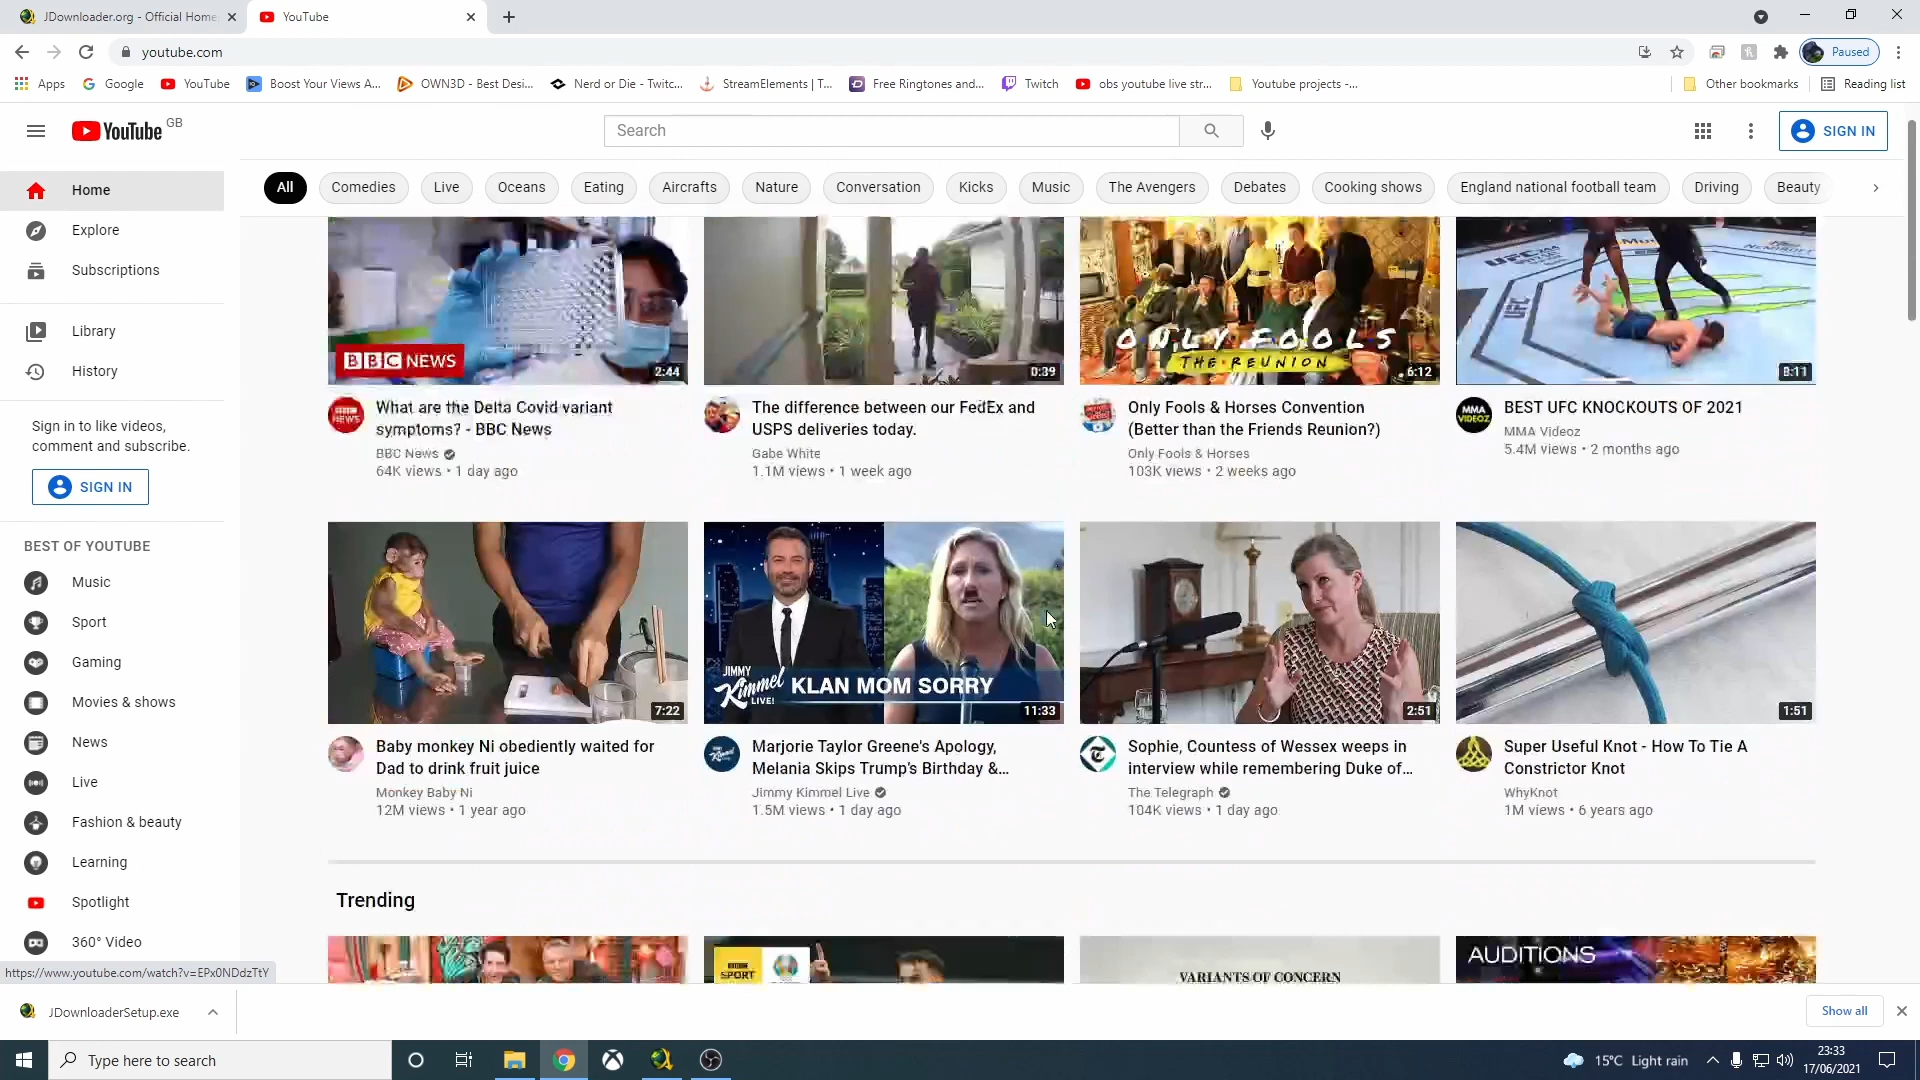 JDownloader.org - Official Home
YouTube
youtube.com
Paused
Apps
Google
YouTube
Boost Your Views A...
OWN3D - Best Desi...
Nerd or Die - Twitc...
StreamElements | T...
Free Ringtones and...
Twitch
obs youtube live str...
Youtube projects -...
Other bookmarks
Reading list
YouTube GB
Search
SIGN IN
All
Comedies
Live
Oceans
Eating
Aircrafts
Nature
Conversation
Kicks
Music
The Avengers
Debates
Cooking shows
England national football team
Driving
Beauty
Home
Explore
Subscriptions
Library
History
Sign in to like videos,
comment and subscribe.
SIGN IN
BEST OF YOUTUBE
Music
Sport
Gaming
Movies & shows
News
Live
Fashion & beauty
Learning
Spotlight
360° Video
BBC NEWS
2:44
0:39
ONLY FOOLS
THE REUNION
6:12
UFC
8:11
What are the Delta Covid variant
symptoms? - BBC News
BBC News
64K views • 1 day ago
The difference between our FedEx and
USPS deliveries today.
Gabe White
1.1M views • 1 week ago
Only Fools & Horses Convention
(Better than the Friends Reunion?)
Only Fools & Horses
103K views • 2 weeks ago
MMA
VIDEOZ
BEST UFC KNOCKOUTS OF 2021
MMA Videoz
5.4M views • 2 months ago
7:22
JIMMY
Kimmel
LIVE!
KLAN MOM SORRY
11:33
2:51
1:51
Baby monkey Ni obediently waited for
Dad to drink fruit juice
Monkey Baby Ni
12M views • 1 year ago
Marjorie Taylor Greene's Apology,
Melania Skips Trump's Birthday &...
Jimmy Kimmel Live
1.5M views • 1 day ago
Sophie, Countess of Wessex weeps in
interview while remembering Duke of...
The Telegraph
104K views • 1 day ago
Super Useful Knot - How To Tie A
Constrictor Knot
WhyKnot
1M views • 6 years ago
Trending
BBC
SPORT
VARIANTS OF CONCERN
AUDITIONS
https://www.youtube.com/watch?v=EPx0NDdzTtY
JDownloaderSetup.exe
Show all
Type here to search
15°C Light rain
23:33
17/06/2021